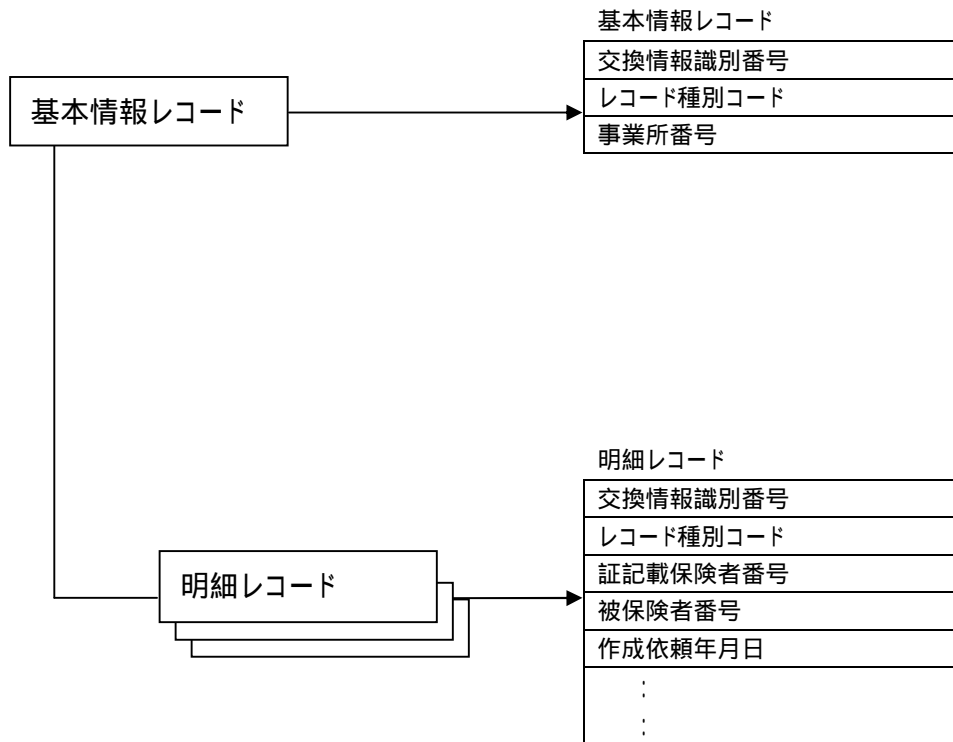 基本情報レコード
交換情報識別番号
レコード種別コード
事業所番号
基本情報レコード
明細レコード
交換情報識別番号
レコード種別コード
証記載保険者番号
被保険者番号
作成依頼年月日
:
:
明細レコード